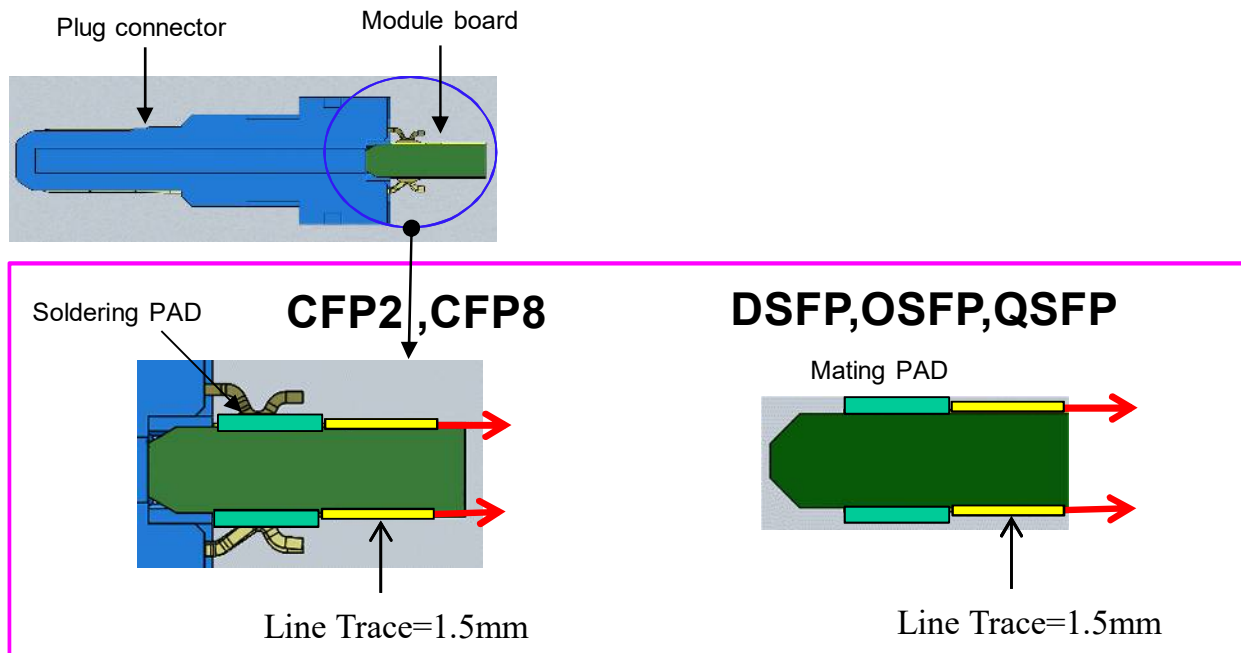 Plug connector
Module board
Soldering PAD
CFP2 ,CFP8
DSFP,OSFP,QSFP
Mating PAD
Line Trace=1.5mm
Line Trace=1.5mm